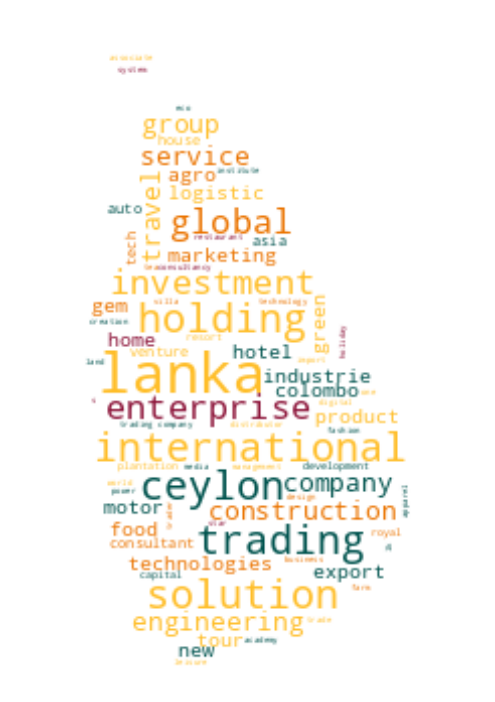 associate
system
eco
group
house
service
agro institute
travel
logistic
auto
global
tech
restaurant
asia
marketing
tea consultancy
investment
villa technology
gem
holding
green
creation
holiday
home
resort
venture
hotel
land
import
lanka
industrie
colombo
digital
enterprise
product
trading company
distributor
fashion
international
plantation media management development
world
power
ceylon
company
design
apparel
motor
construction
star
food
trading
royal
consultant
technologies
business
capital
export
farm
solution
engineering
trade
tour
academy
new
leisure